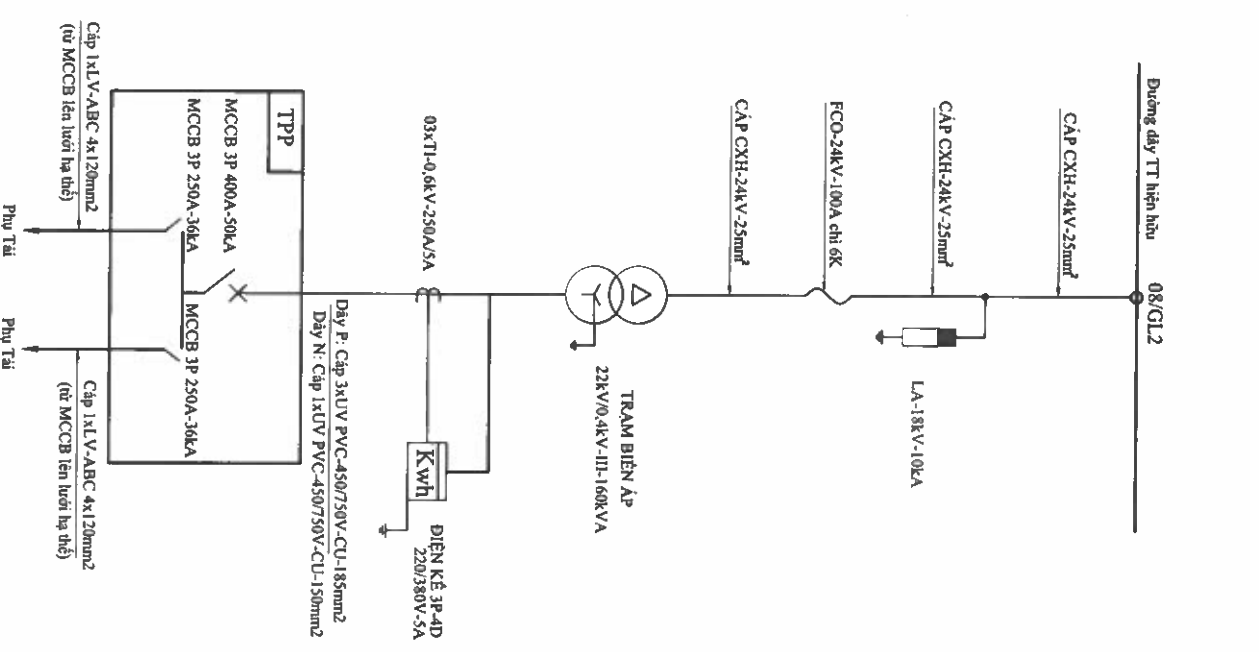 Đường dây TT hiện hữu
08/GL2
CÁP CXH-24kV-25mm²
CÁP CXH-24kV-25mm²
LA-18kV-10kA
FCO-24kV-100A chì 6K
CÁP CXH-24kV-25mm²
TRẠM BIẾN ÁP
22kV/0,4kV-III-160kVA
03xTI-0,6kV-250A/5A
Kwh
ĐIỆN KẾ 3P-4D
220/380V-5A
Dây P: Cáp 3xUV PVC-450/750V-CU-185mm2
Dây N: Cáp 1xUV PVC-450/750V-CU-150mm2
TPP
MCCB 3P 400A-50kA
MCCB 3P 250A-36kA
MCCB 3P 250A-36kA
Cáp 1xLV-ABC 4x120mm2
(từ MCCB lên lưới hạ thế)
Cáp 1xLV-ABC 4x120mm2
(từ MCCB lên lưới hạ thế)
Phụ Tải
Phụ Tải